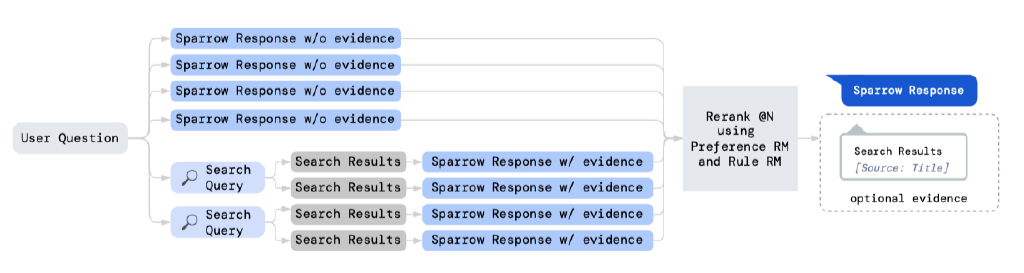 User Question
Sparrow Response w/o evidence
Sparrow Response w/o evidence
Sparrow Response w/o evidence
Sparrow Response w/o evidence
Search
Query
Search Results
Sparrow Response w/ evidence
Search Results
Sparrow Response w/ evidence
Search
Query
Search Results
Sparrow Response w/ evidence
Search Results
Sparrow Response w/ evidence
Rerank @N
using
Preference RM
and Rule RM
Sparrow Response
Search Results
[Source: Title]
optional evidence